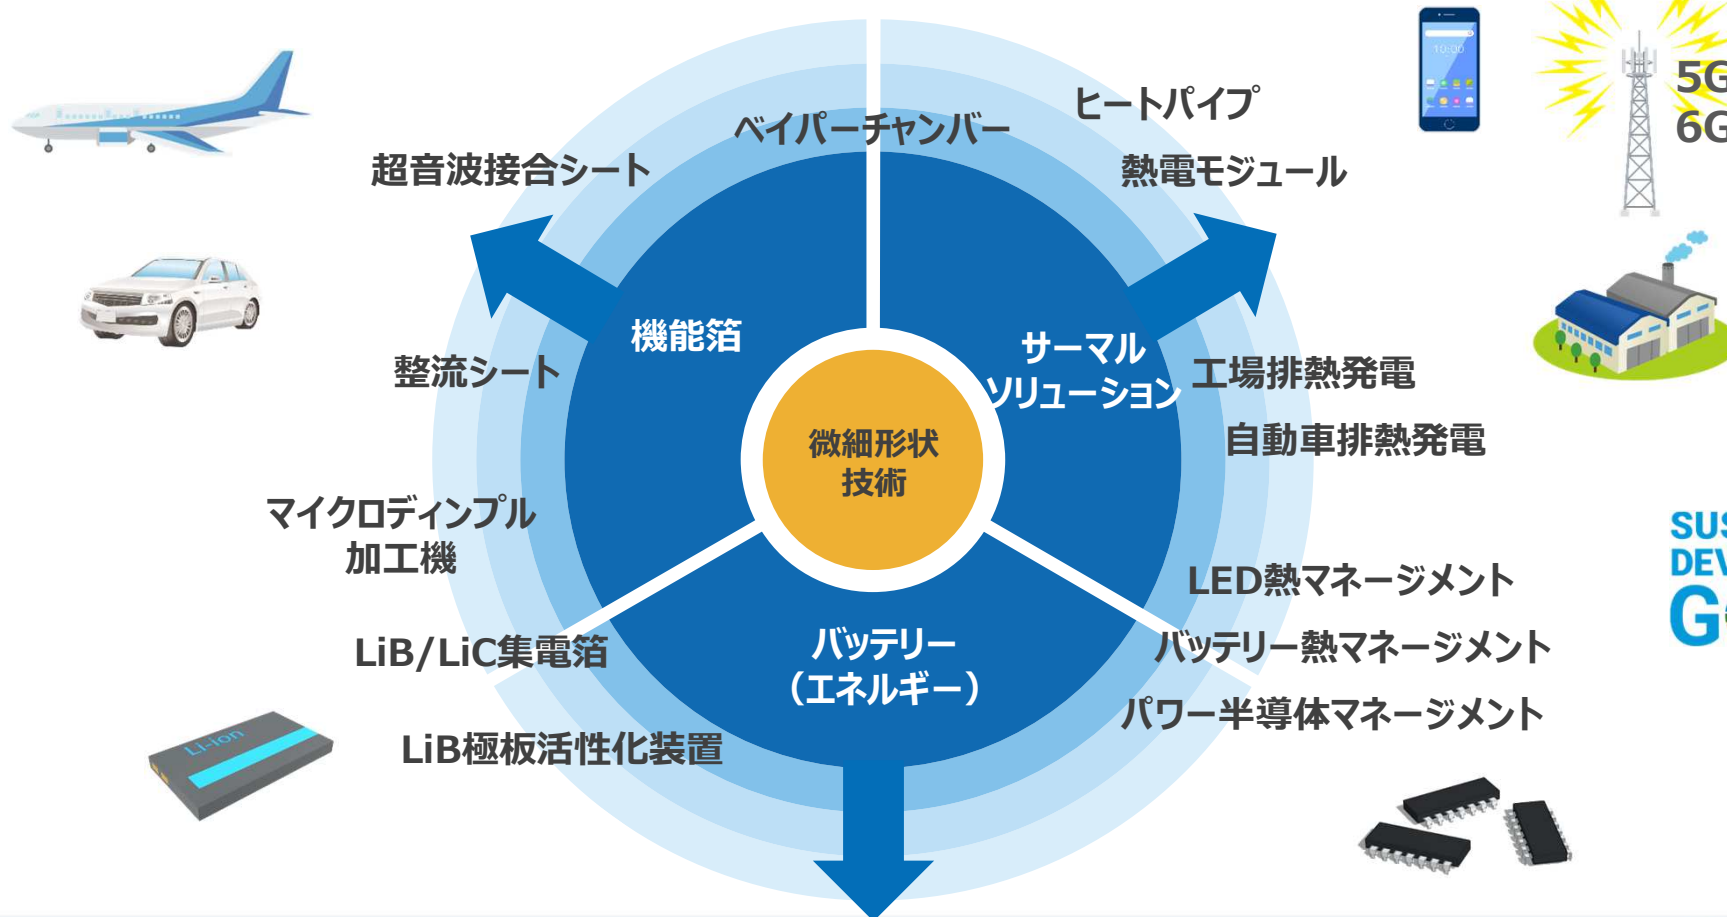 5G
6G
ヒートパイプ
ベイパーチャンバー
超音波接合シート
熱電モジュール
機能箔
サーマル
ソリューション
整流シート
工場排熱発電
自動車排熱発電
微細形状
技術
マイクロディンプル
加工機
LED熱マネージメント
LiB/LiC集電箔
バッテリー
（エネルギー）
バッテリー熱マネージメント
パワー半導体マネージメント
LiB極板活性化装置
Li-ion
10:00